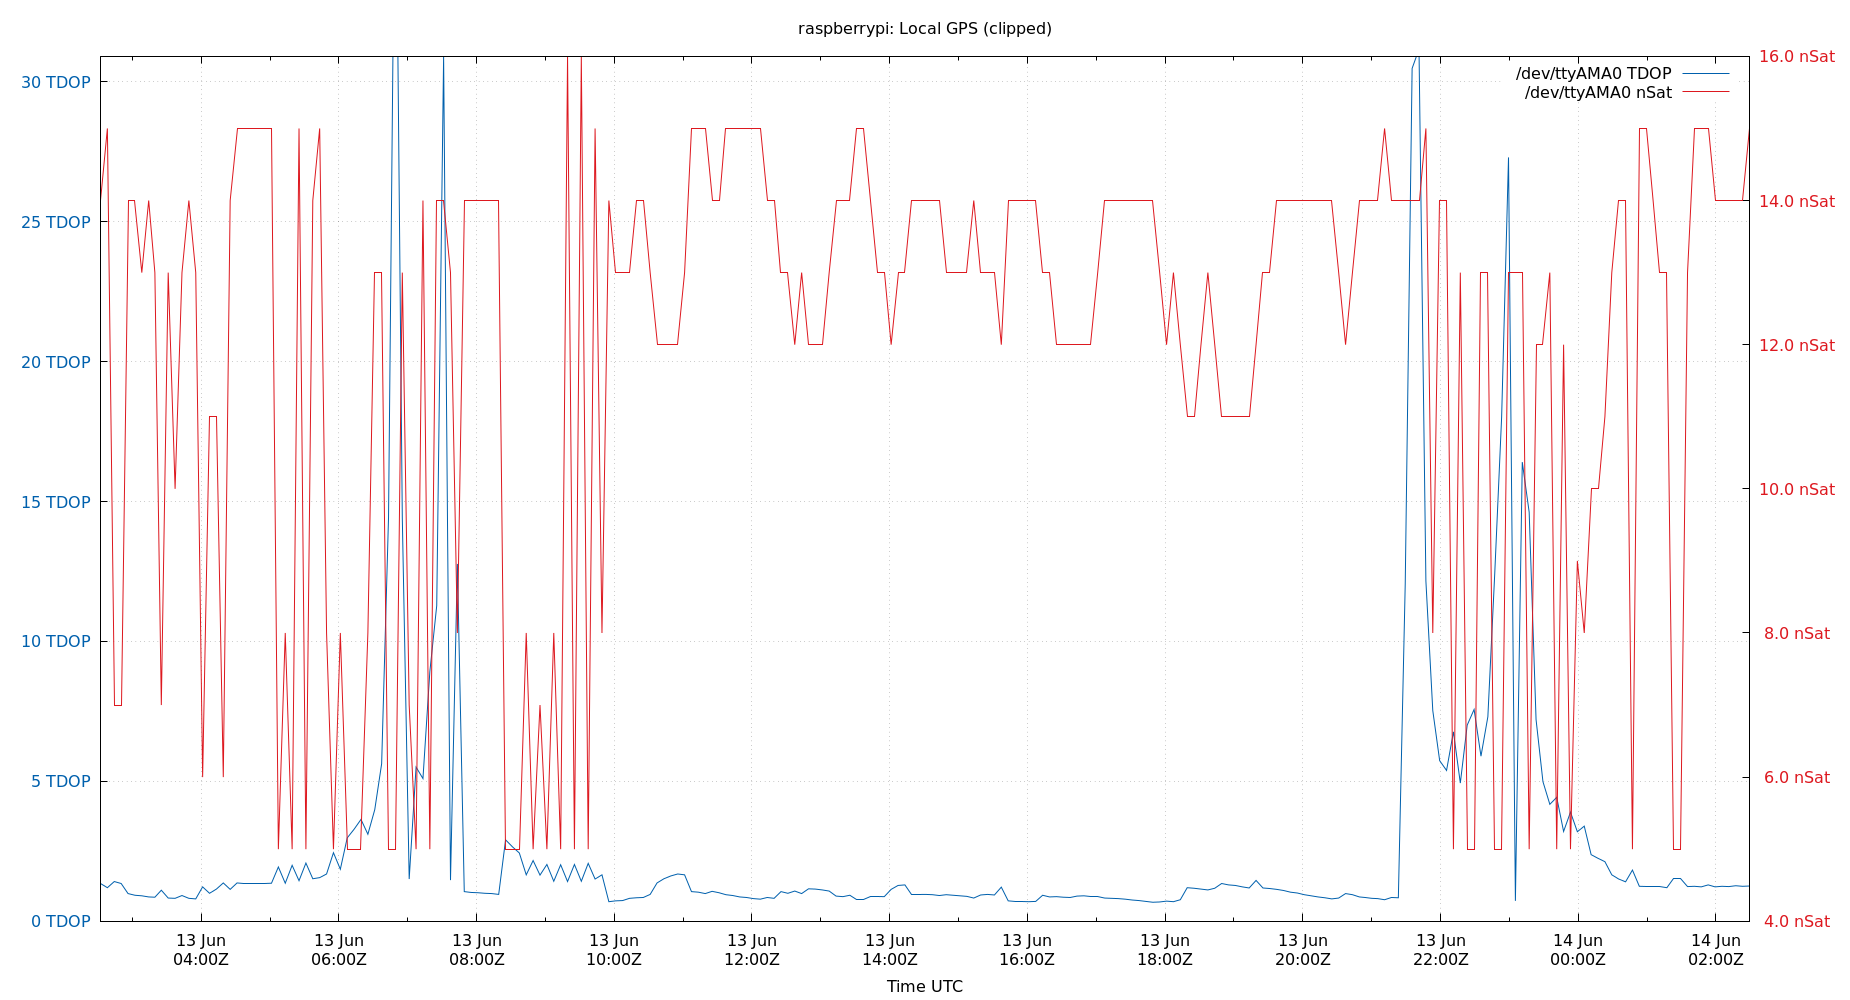 raspberrypi: Local GPS (clipped)
30 TDOP
25 TDOP
20 TDOP
15 TDOP
10 TDOP
5 TDOP
0 TDOP
16.0 nSat
14.0 nSat
12.0 nSat
10.0 nSat
8.0 nSat
6.0 nSat
4.0 nSat
/dev/ttyAMA0 TDOP
/dev/ttyAMA0 nSat
13 Jun 13 Jun 13 Jun 13 Jun 13 Jun 13 Jun 13 Jun 13 Jun 13 Jun 13 Jun 14 Jun 14 Jun
04:00Z 06:00Z 08:00Z 10:00Z 12:00Z 14:00Z 16:00Z 18:00Z 20:00Z 22:00Z 00:00Z 02:00Z
Time UTC